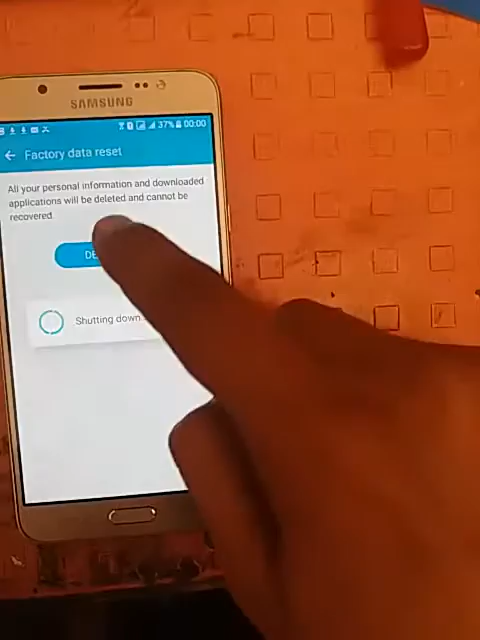 SAMSUNG
37% 00:00
Factory data reset
All your personal information and downloaded
applications will be deleted and cannot be
recovered.
DE
Shutting down